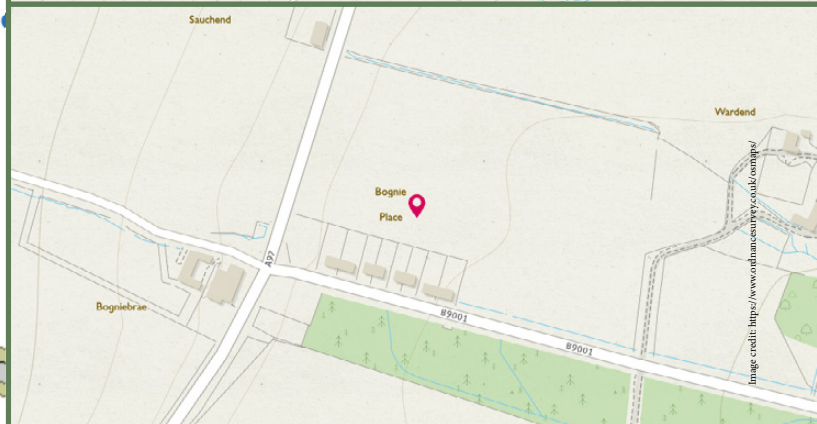 Sauchend
Wardend
Bognie
Place
A97
Bogniebrae
B9001
B9001
Image credit: https://www.ordnancesurvey.co.uk/osmaps/